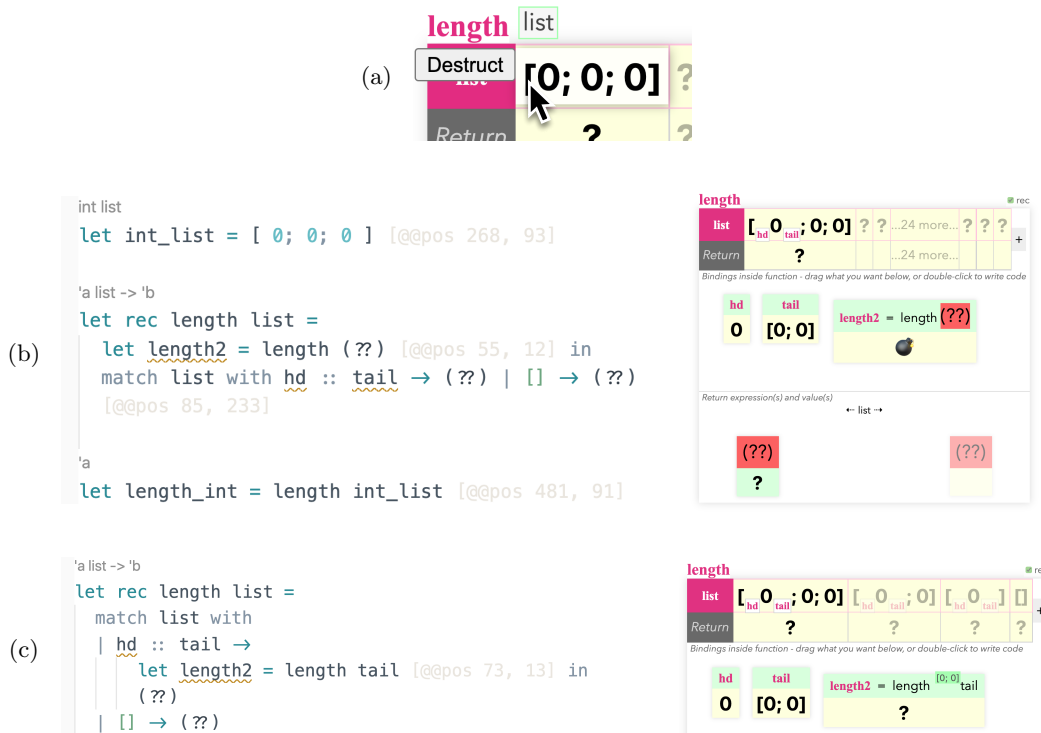 length list
(a)
Destruct
list [0; 0; 0] ?
Return ? ?
(b)
int list
let int_list = [ 0; 0; 0 ] [@@pos 268, 93]
'a list -> 'b
let rec length list =
let length2 = length (??) [@@pos 55, 12] in
match list with hd :: tail → (??) | [] → (??)
[@@pos 85, 233]
'a
let length_int = length int_list [@@pos 481, 91]
length rec
list [hd 0 tail; 0; 0] ? ? ...24 more... ? ? ?
Return ? ...24 more... +
Bindings inside function - drag what you want below, or double-click to write code
hd tail
0 [0; 0]
length2 = length (??)
Return expression(s) and value(s)
⇠ list ⇢
(??) (??)
?
(c)
'a list -> 'b
let rec length list =
match list with
| hd :: tail →
let length2 = length tail [@@pos 73, 13] in
(??)
| [] → (??)
length re
list [hd 0 tail; 0; 0] [hd 0 tail; 0] [hd 0 tail] [] +
Return ? ? ? ?
Bindings inside function - drag what you want below, or double-click to write code
hd tail
0 [0; 0]
length2 = length [0; 0] tail
?